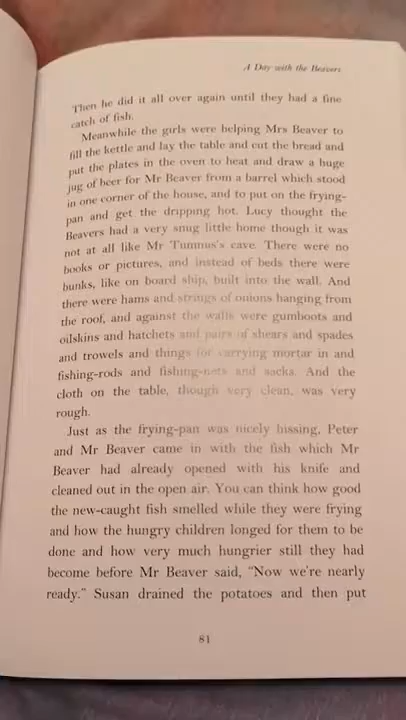 A Day with the Beavers
Then he did it all over again until they had a fine
catch of fish.
Meanwhile the girls were helping Mrs Beaver to
fill the kettle and lay the table and cut the bread and
put the plates in the oven to heat and draw a huge
jug of beer for Mr Beaver from a barrel which stood
in one corner of the house, and to put on the frying-
pan and get the dripping hot. Lucy thought the
Beavers had a very snug little home though it was
not at all like Mr Tumnus's cave. There were no
books or pictures, and instead of beds there were
bunks, like on board ship, built into the wall. And
there were hams and strings of onions hanging from
the roof, and against the walls were gumboots and
oilskins and hatchets and pairs of shears and spades
and trowels and things for carrying mortar in and
fishing-rods and fishing-nets and sacks. And the
cloth on the table, though very clean, was very
rough.
Just as the frying-pan was nicely hissing, Peter
and Mr Beaver came in with the fish which Mr
Beaver had already opened with his knife and
cleaned out in the open air. You can think how good
the new-caught fish smelled while they were frying
and how the hungry children longed for them to be
done and how very much hungrier still they had
become before Mr Beaver said, "Now we're nearly
ready." Susan drained the potatoes and then put
81